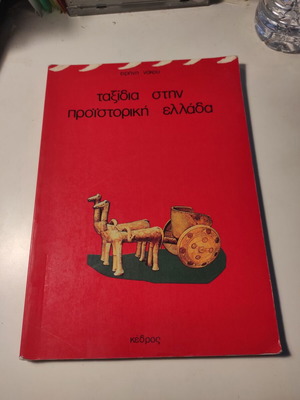 ταξίδια στην
προϊστορική ελλάδα
κέδρος